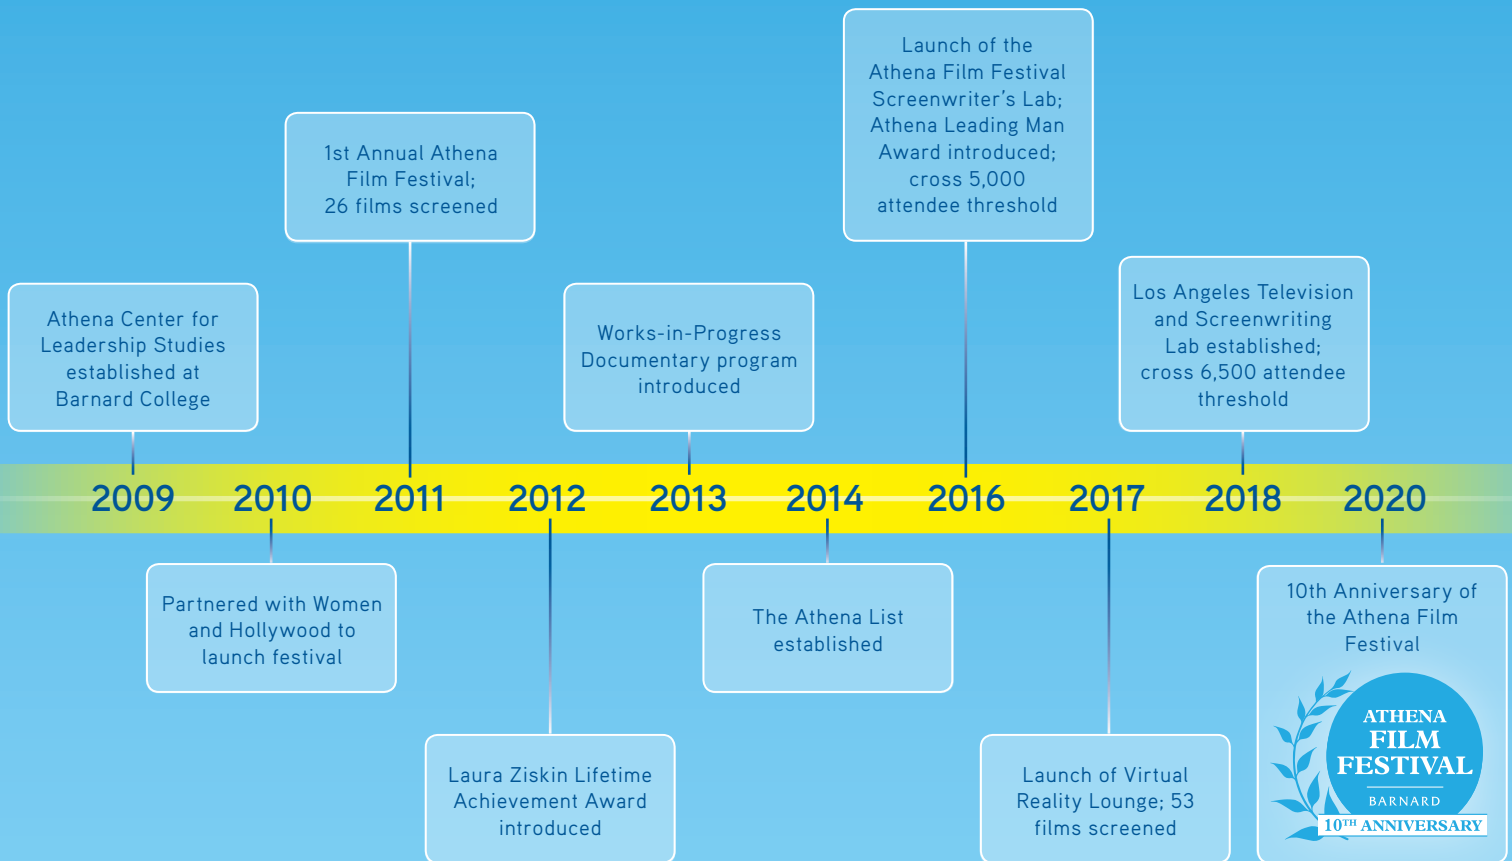 Launch of the
Athena Film Festival
Screenwriter's Lab;
Athena Leading Man
Award introduced;
cross 5,000
attendee threshold
1st Annual Athena
Film Festival;
26 films screened
Los Angeles Television
and Screenwriting
Lab established;
cross 6,500 attendee
threshold
Athena Center for
Leadership Studies
established at
Barnard College
Works-in-Progress
Documentary program
introduced
2009 2010 2011 2012 2013 2014 2016 2017 2018 2020
Partnered with Women
and Hollywood to
launch festival
The Athena List
established
10th Anniversary of
the Athena Film
Festival
Laura Ziskin Lifetime
Achievement Award
introduced
Launch of Virtual
Reality Lounge; 53
films screened
ATHENA
FILM
FESTIVAL
BARNARD
10TH ANNIVERSARY